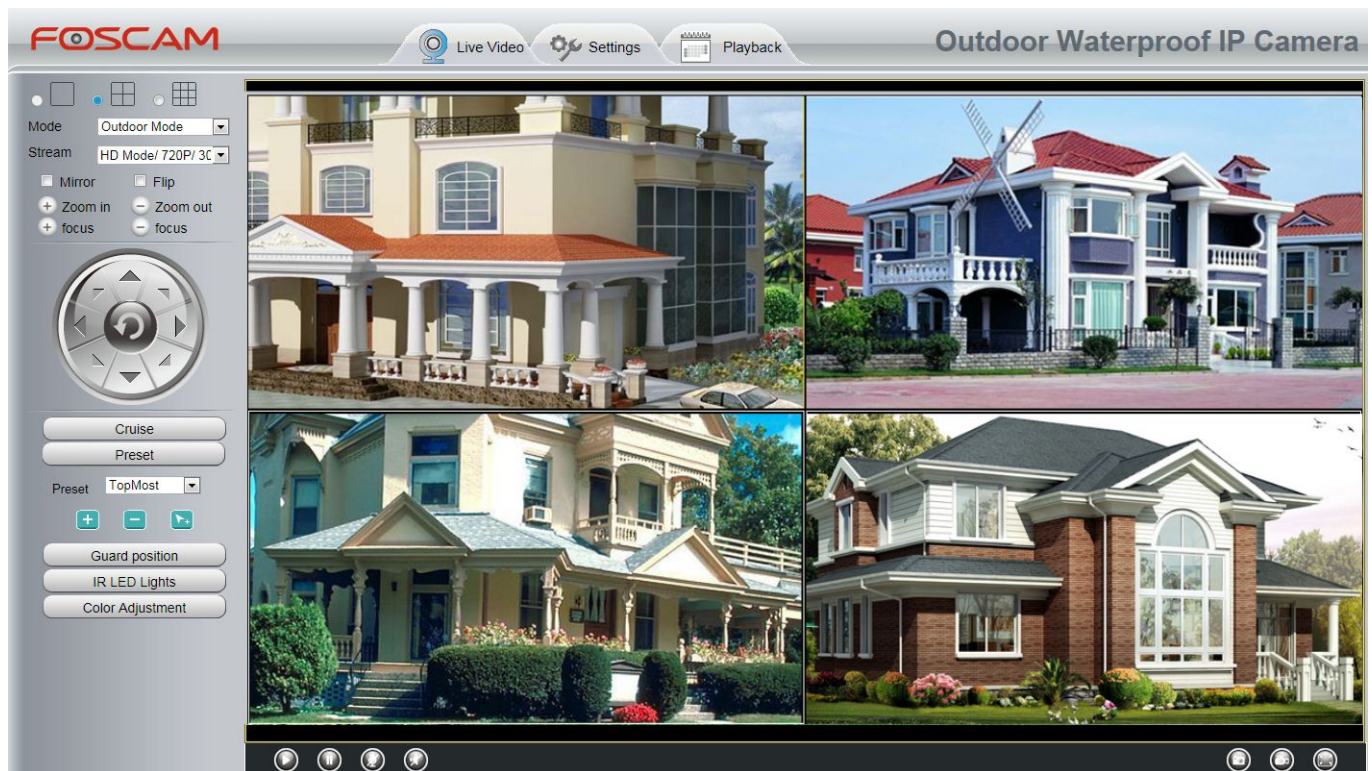 FOSCAM
Live Video
Settings
Playback
Outdoor Waterproof IP Camera
Mode
Outdoor Mode
Stream
HD Mode/ 720P/ 30
Mirror
Flip
Zoom in
Zoom out
focus
focus
Cruise
Preset
Preset
TopMost
Guard position
IR LED Lights
Color Adjustment